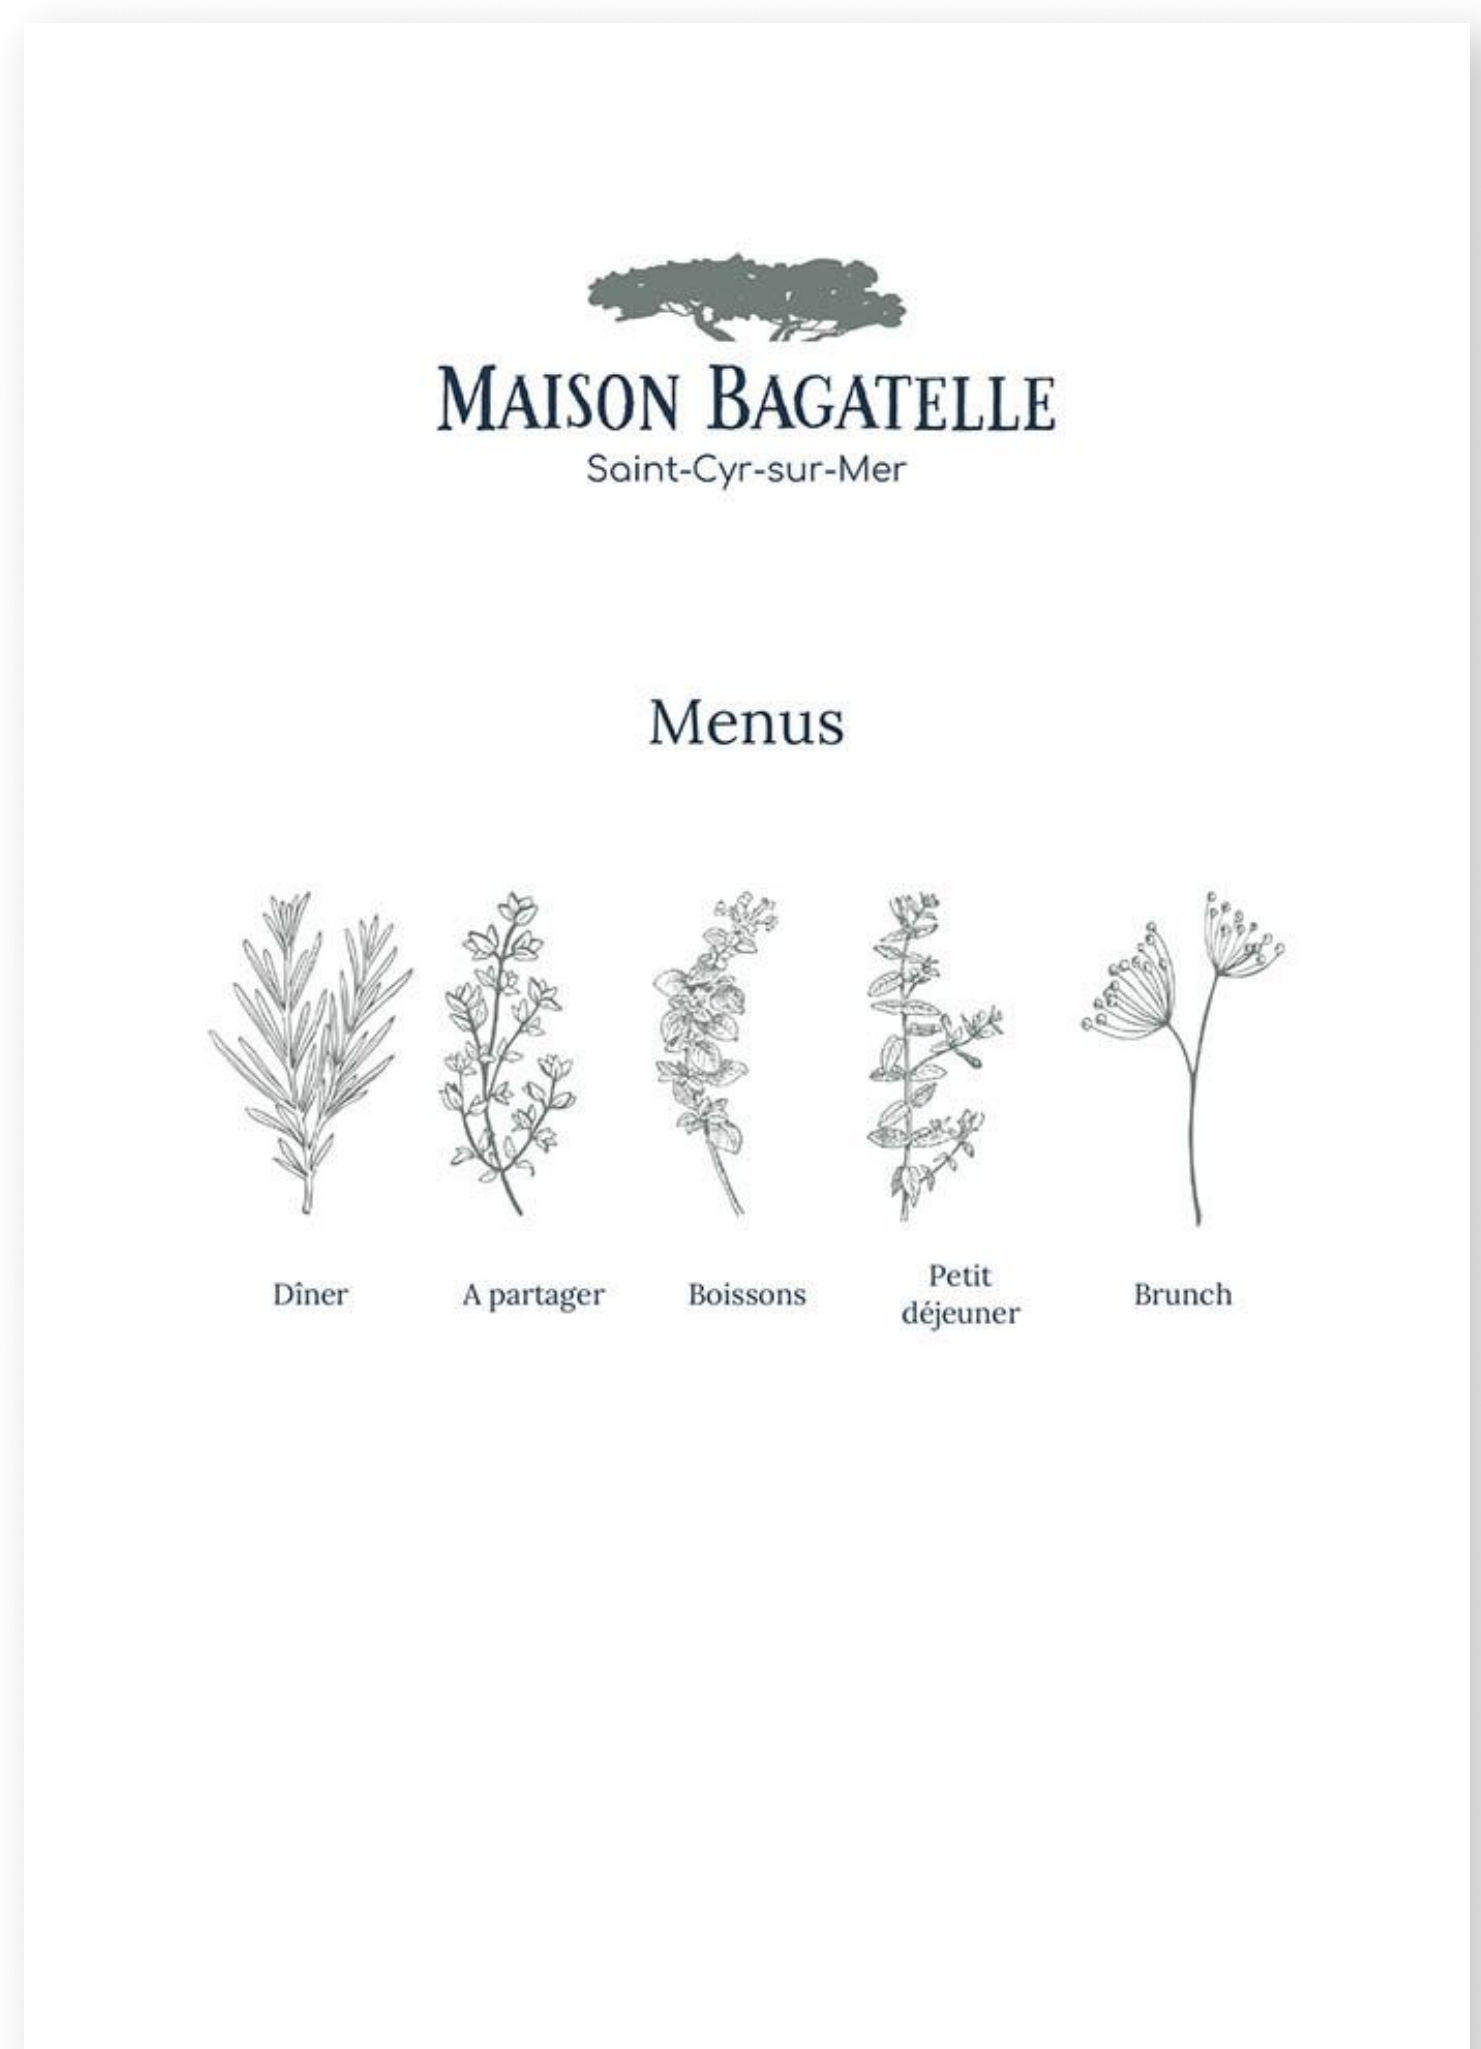 MAISON BAGATELLE
Saint-Cyr-sur-Mer
Menus
Dîner
A partager
Boissons
Petit
déjeuner
Brunch